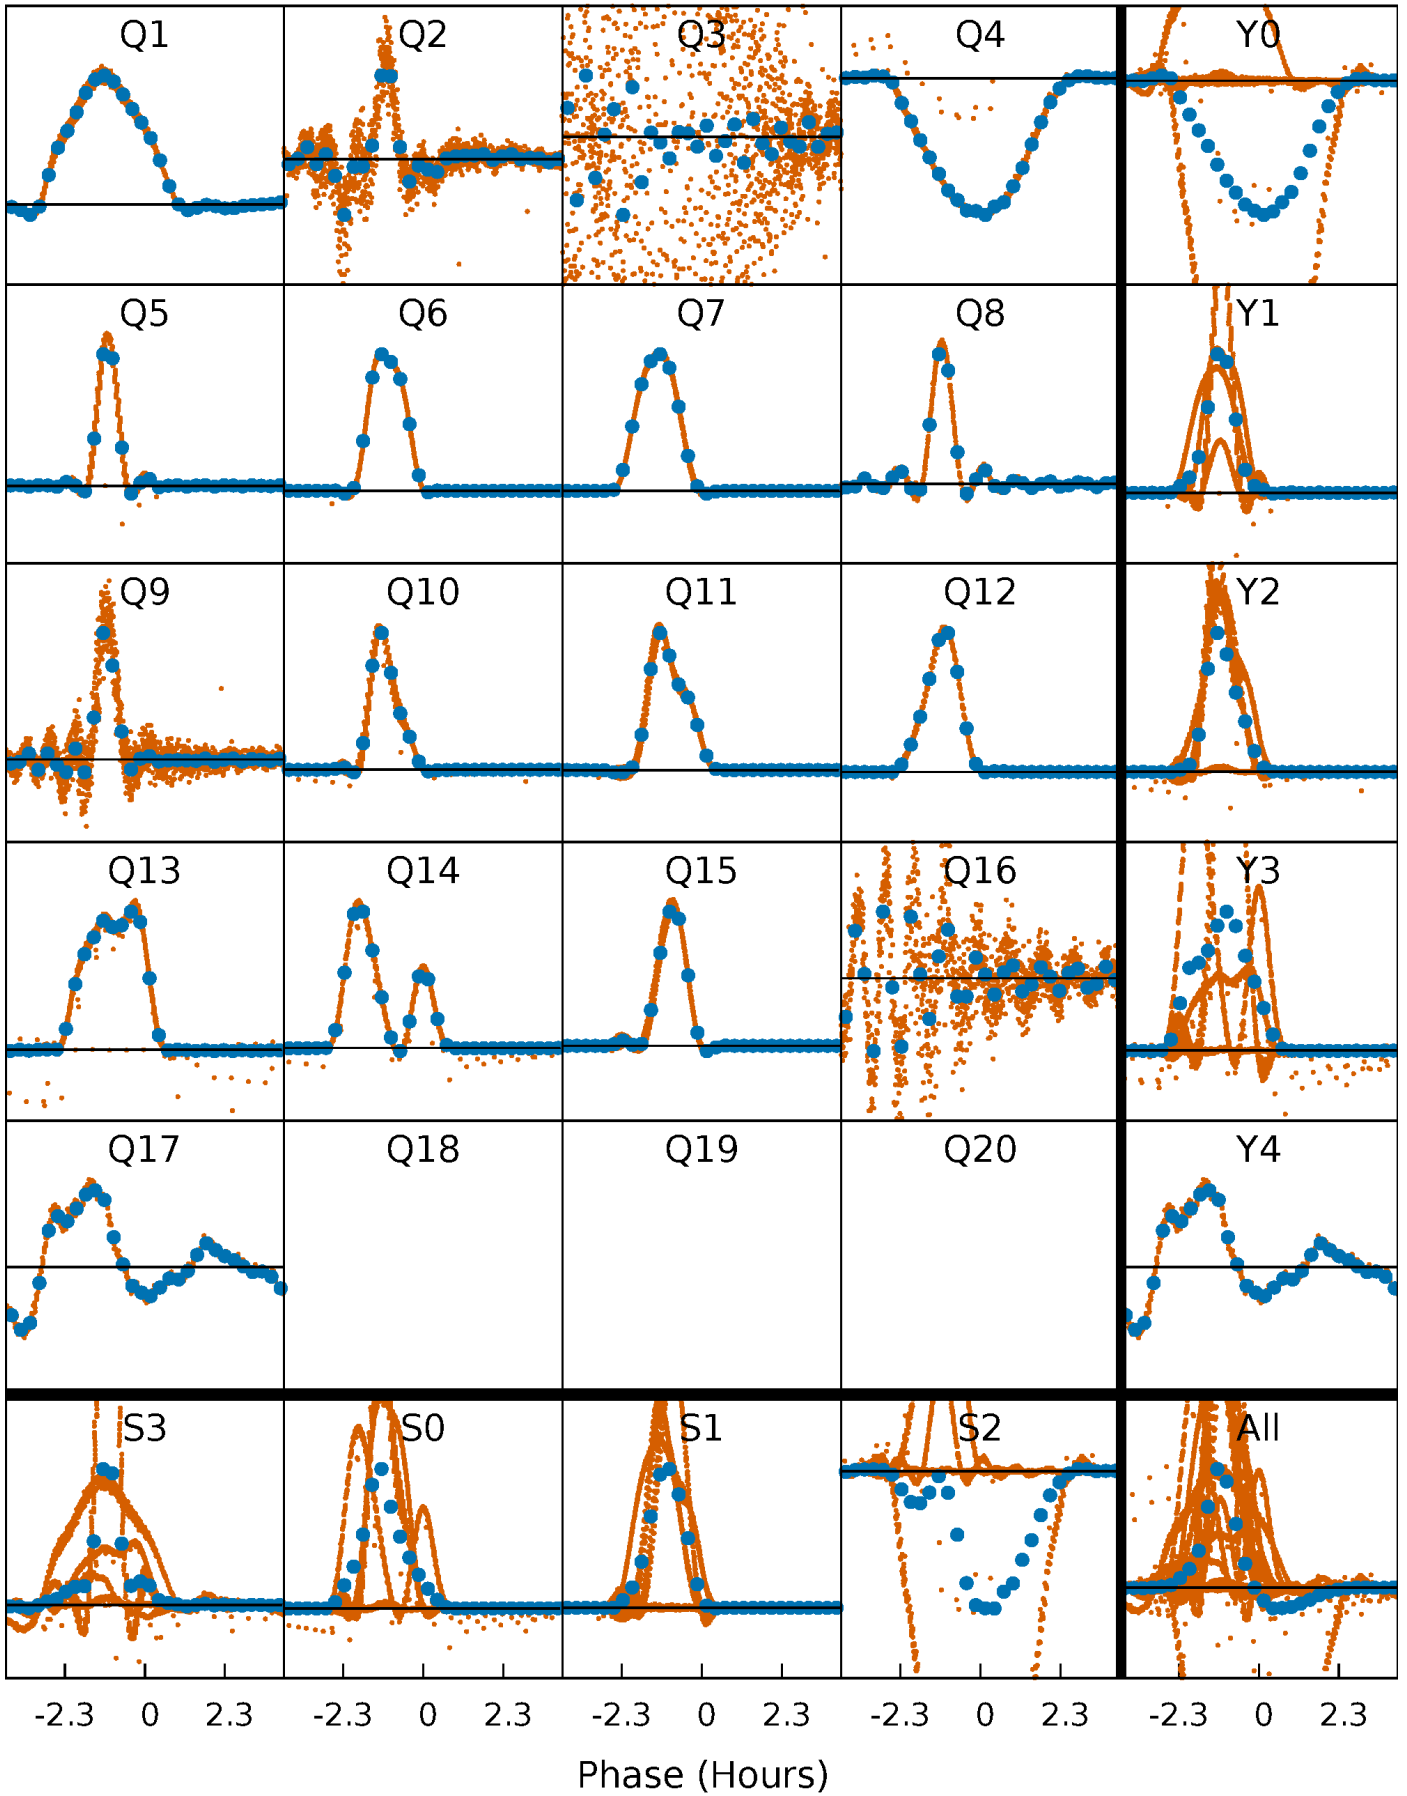 Q1 Q2 Q3 Q4 Y0
Q5 Q6 Q7 Q8 Y1
Q9 Q10 Q11 Q12 Y2
Q13 Q14 Q15 Q16 Y3
Q17 Q18 Q19 Q20 Y4
S3 S0 S1 S2 All
-2.3 0 2.3 -2.3 0 2.3 -2.3 0 2.3 -2.3 0 2.3 -2.3 0 2.3
Phase (Hours)